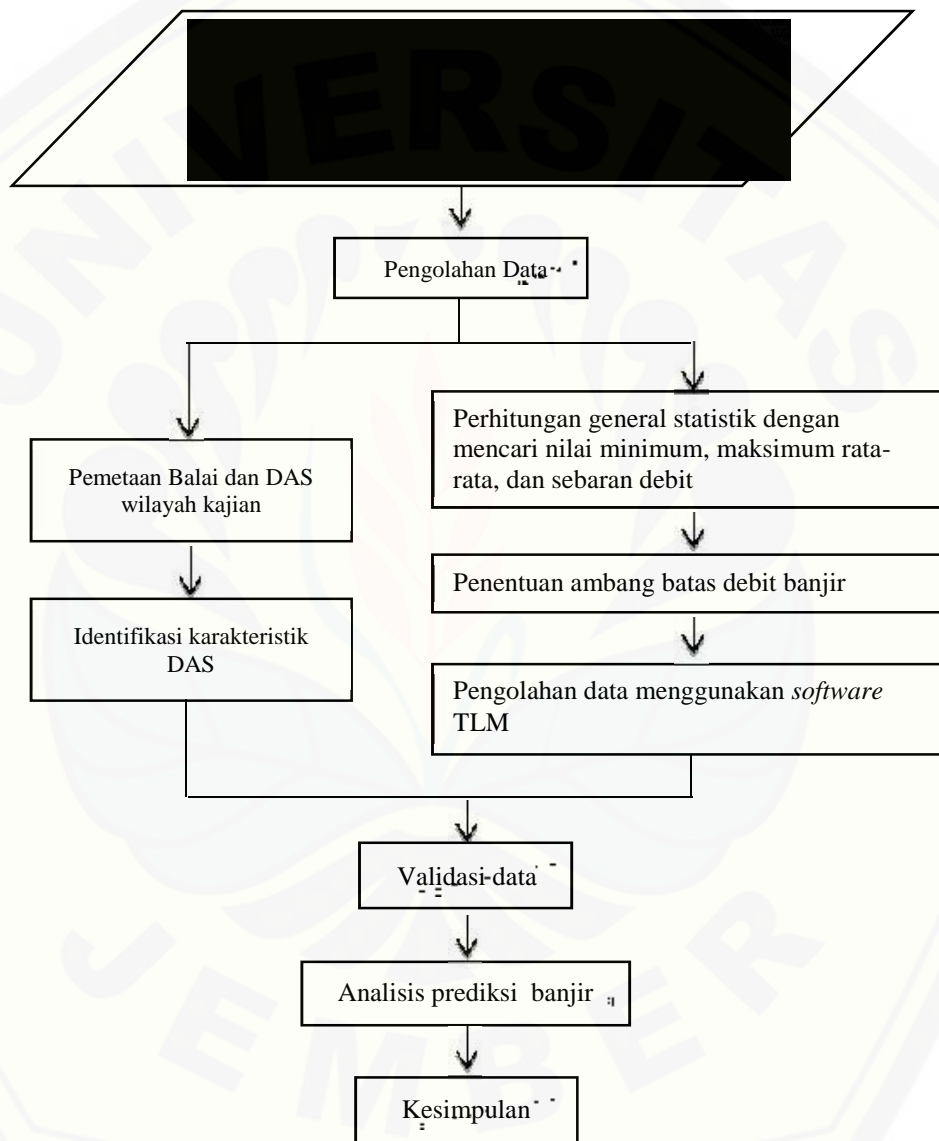 UNIVERSITAS
Pengolahan Data
Pemetaan Balai dan DAS
wilayah kajian
Identifikasi karakteristik
DAS
Perhitungan general statistik dengan
mencari nilai minimum, maksimum rata-
rata, dan sebaran debit
Penentuan ambang batas debit banjir
Pengolahan data menggunakan software
TLM
Validasi data
Analisis prediksi banjir
Kesimpulan
JEMBER